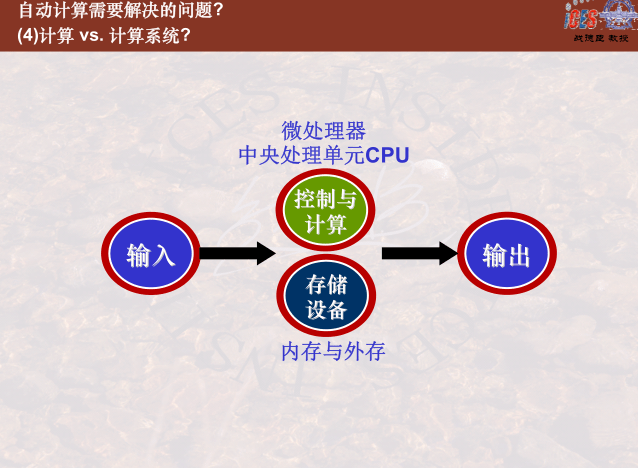 自动计算需要解决的问题?
(4)计算 vs. 计算系统?
iCES
战德臣 教授
微处理器
中央处理单元CPU
控制与
计算
输入
输出
存储
设备
内存与外存